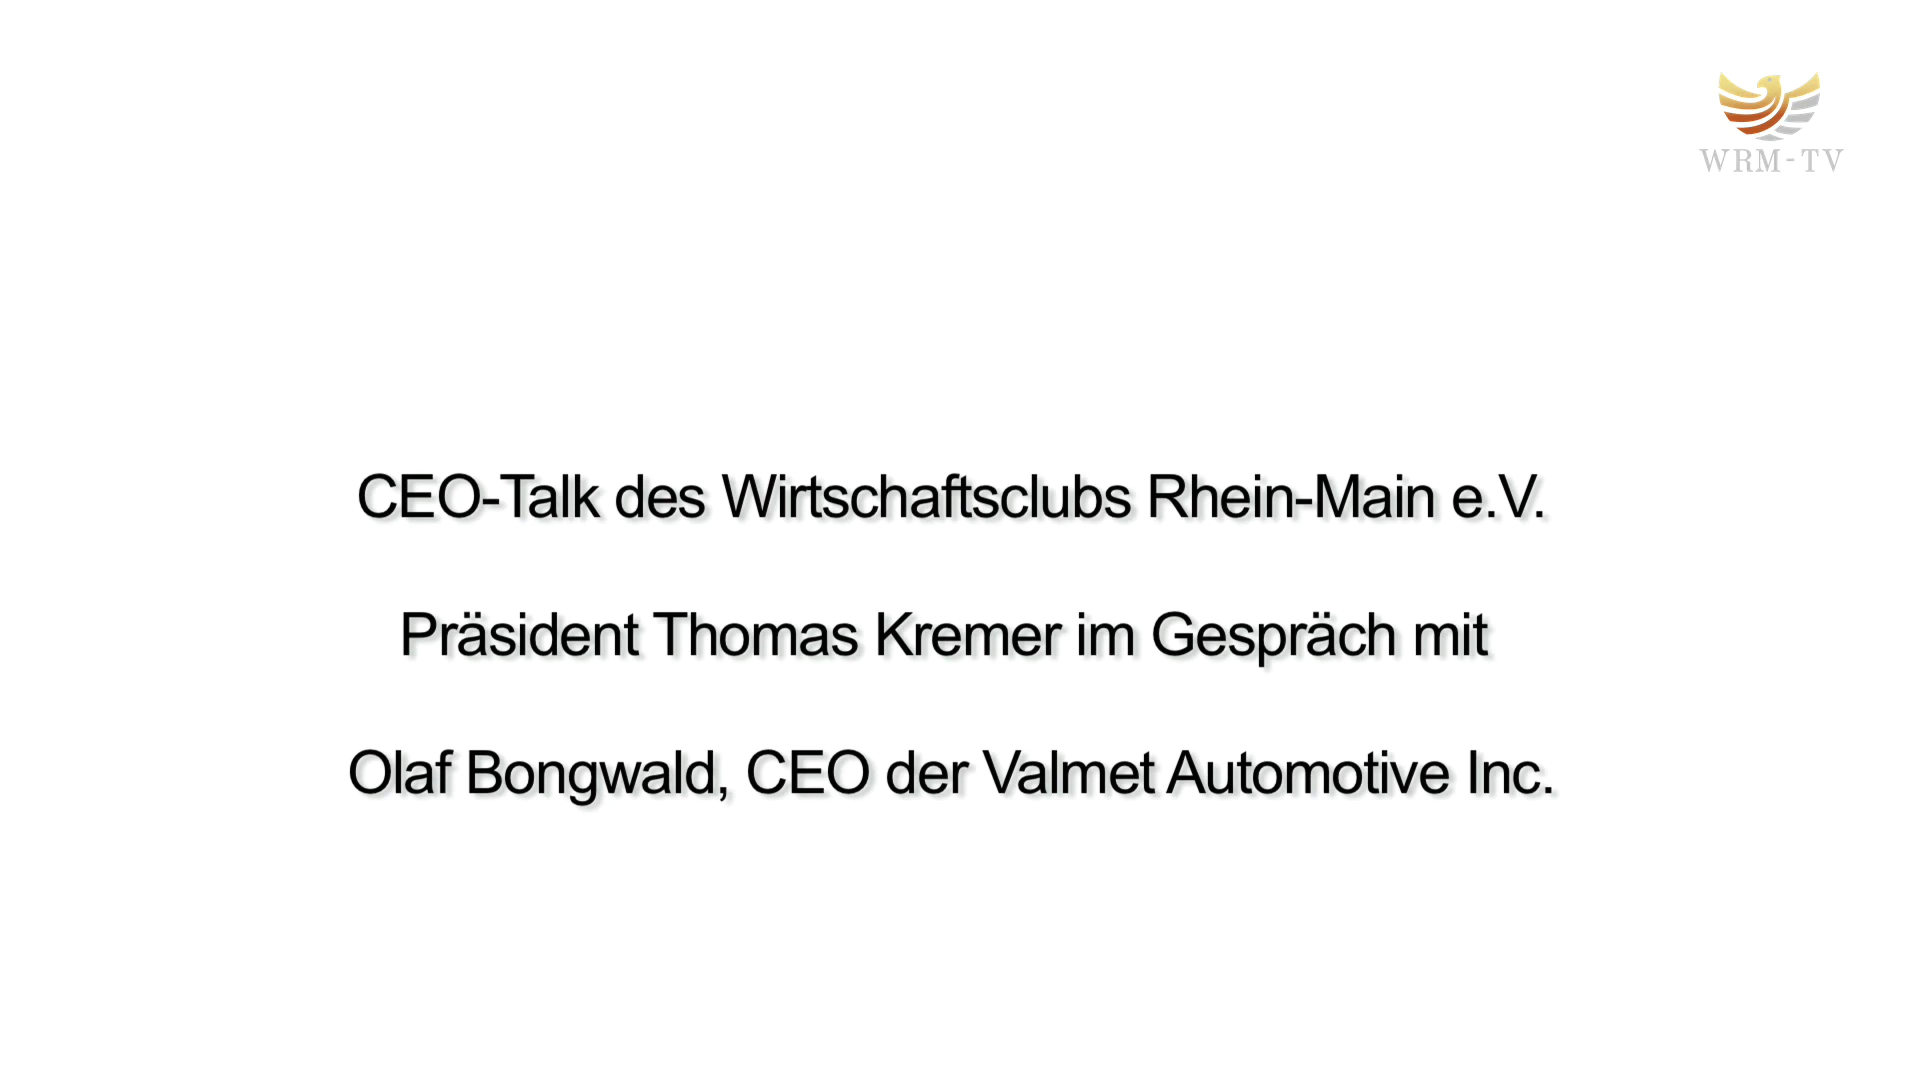 WRM-TV
CEO-Talk des Wirtschaftsclubs Rhein-Main e.V.
Präsident Thomas Kremer im Gespräch mit
Olaf Bongwald, CEO der Valmet Automotive Inc.